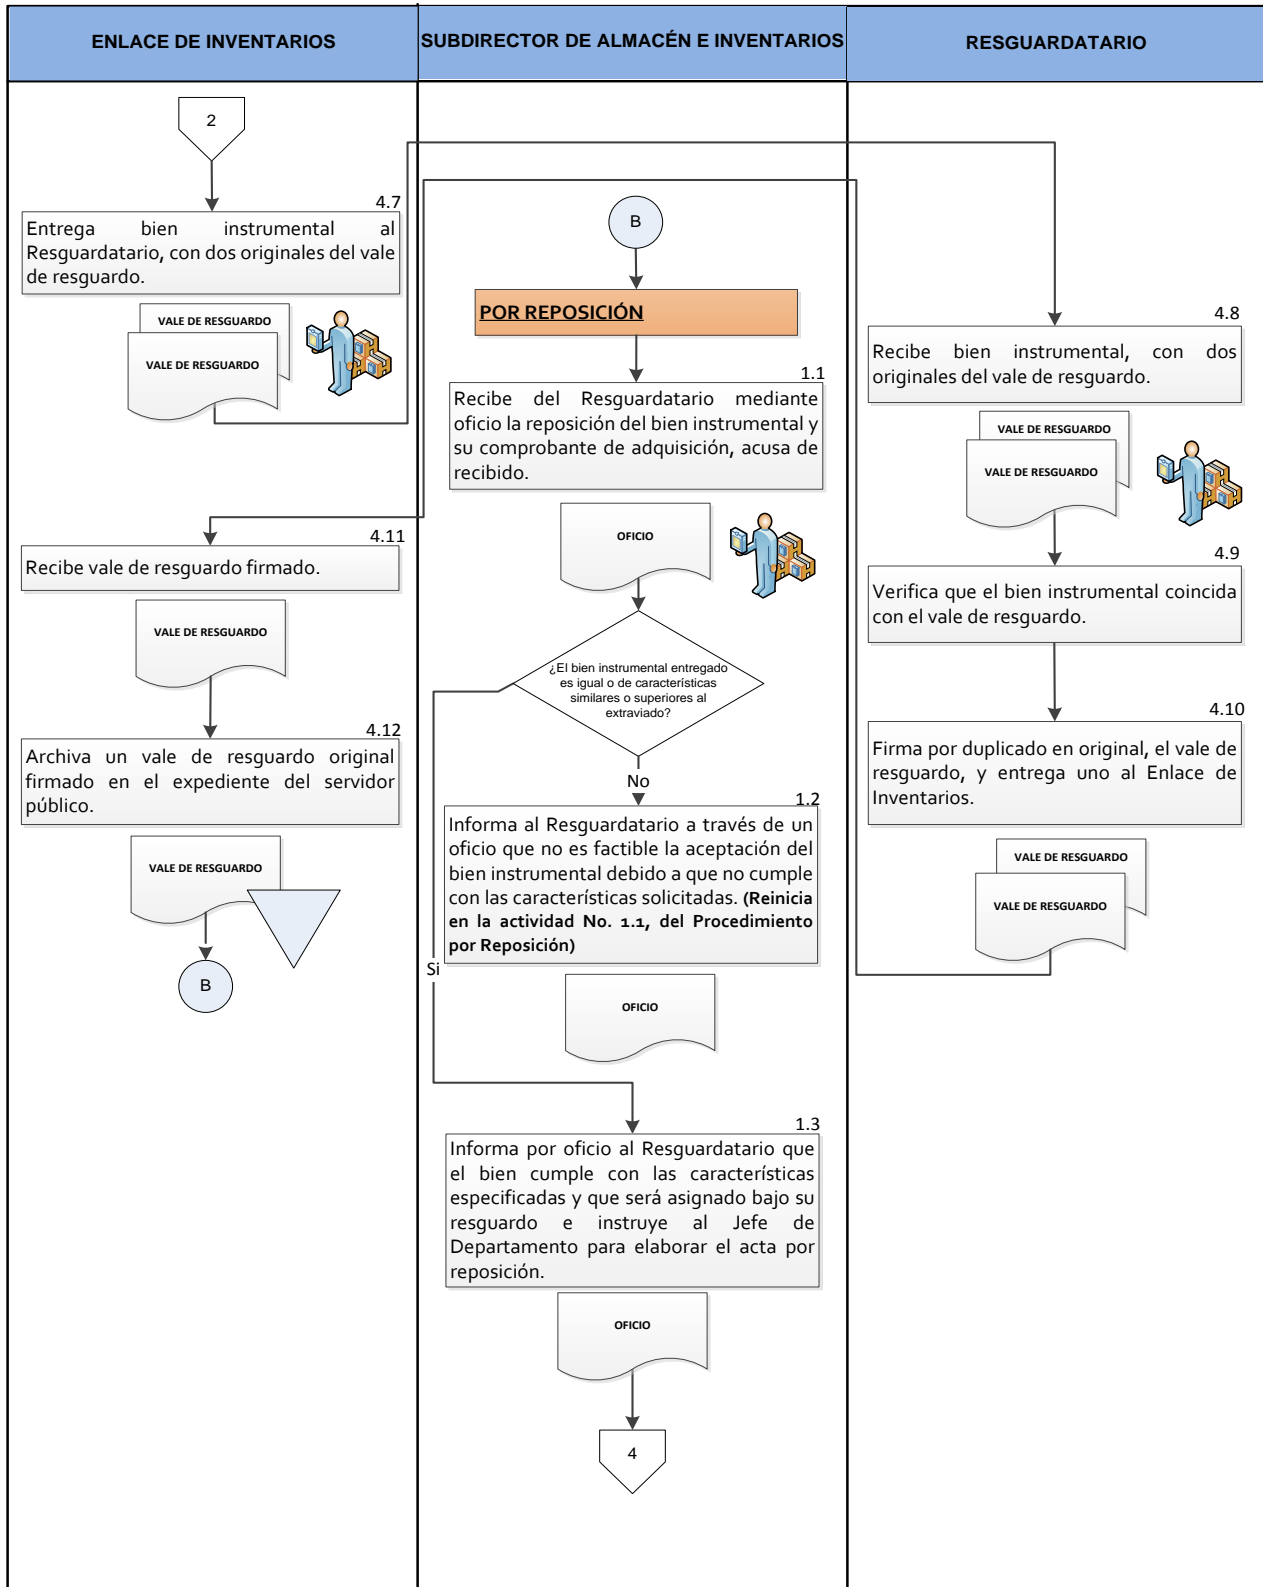 ENLACE DE INVENTARIOS
SUBDIRECTOR DE ALMACÉN E INVENTARIOS
RESGUARDATARIO
2
4.7
Entrega bien instrumental al
Resguardatario, con dos originales del vale
de resguardo.
VALE DE RESGUARDO
VALE DE RESGUARDO
4.11
Recibe vale de resguardo firmado.
VALE DE RESGUARDO
4.12
Archiva un vale de resguardo original
firmado en el expediente del servidor
público.
VALE DE RESGUARDO
B
B
POR REPOSICIÓN
1.1
Recibe del Resguardatario mediante
oficio la reposición del bien instrumental y
su comprobante de adquisición, acusa de
recibido.
OFICIO
¿El bien instrumental entregado
es igual o de características
similares o superiores al
extraviado?
No
1.2
Informa al Resguardatario a través de un
oficio que no es factible la aceptación del
bien instrumental debido a que no cumple
con las características solicitadas. (Reinicia
en la actividad No. 1.1, del Procedimiento
por Reposición)
Si
OFICIO
1.3
Informa por oficio al Resguardatario que
el bien cumple con las características
especificadas y que será asignado bajo su
resguardo e instruye al Jefe de
Departamento para elaborar el acta por
reposición.
OFICIO
4
4.8
Recibe bien instrumental, con dos
originales del vale de resguardo.
VALE DE RESGUARDO
VALE DE RESGUARDO
4.9
Verifica que el bien instrumental coincida
con el vale de resguardo.
4.10
Firma por duplicado en original, el vale de
resguardo, y entrega uno al Enlace de
Inventarios.
VALE DE RESGUARDO
VALE DE RESGUARDO